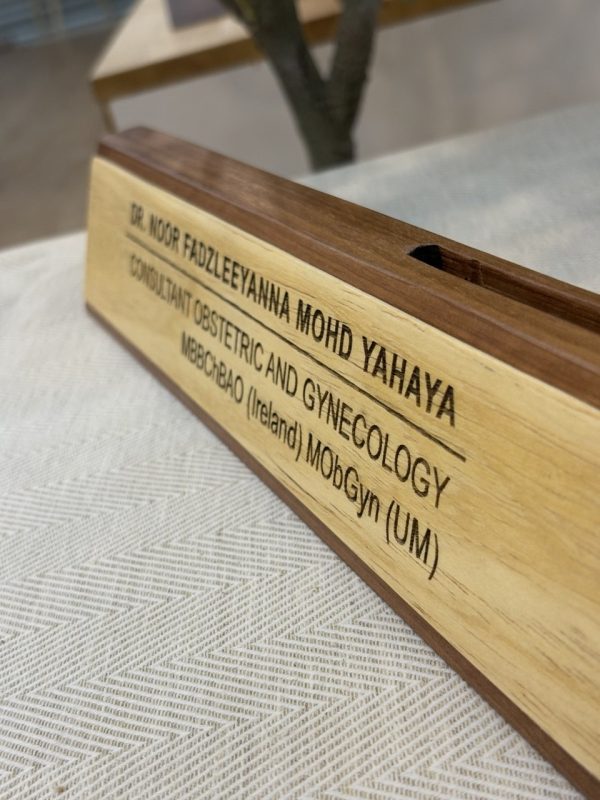 DR. NOOR FADZLEEYANNA MOHD YAHAYA
CONSULTANT OBSTETRIC AND GYNECOLOGY
MBBChBAO (Ireland) MObGyn (UM)